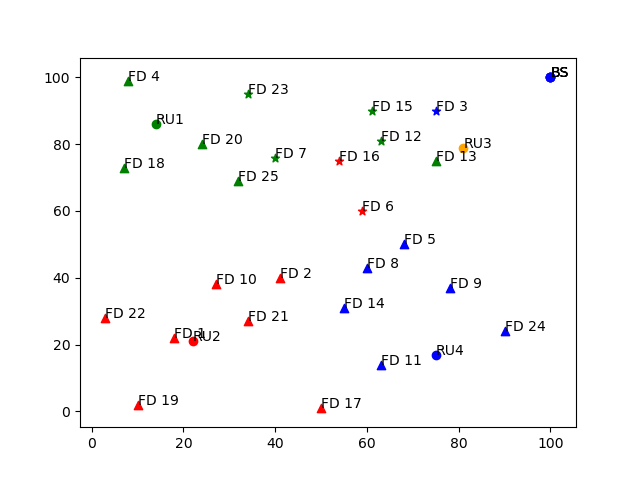 BS
FD 4
FD 23
FD 15
FD 3
RU1
FD 20
FD 12
RU3
FD 7
FD 16
FD 13
FD 18
FD 25
FD 6
FD 5
FD 8
FD 2
FD 10
FD 9
FD 14
FD 22
FD 21
FD 24
FD 1
RU2
RU4
FD 11
FD 19
FD 17
100
80
60
40
20
0
0 20 40 60 80 100